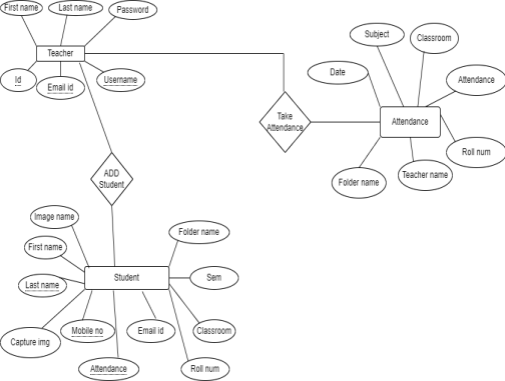 First name
Last name
Password
Teacher
Id
Email id
Username
Subject
Classroom
Date
Attendance
Take
Attendance
Attendance
Roll num
Teacher name
Folder name
ADD
Student
Image name
Folder name
First name
Last name
Student
Sem
Capture img
Mobile no
Email id
Classroom
Attendance
Roll num